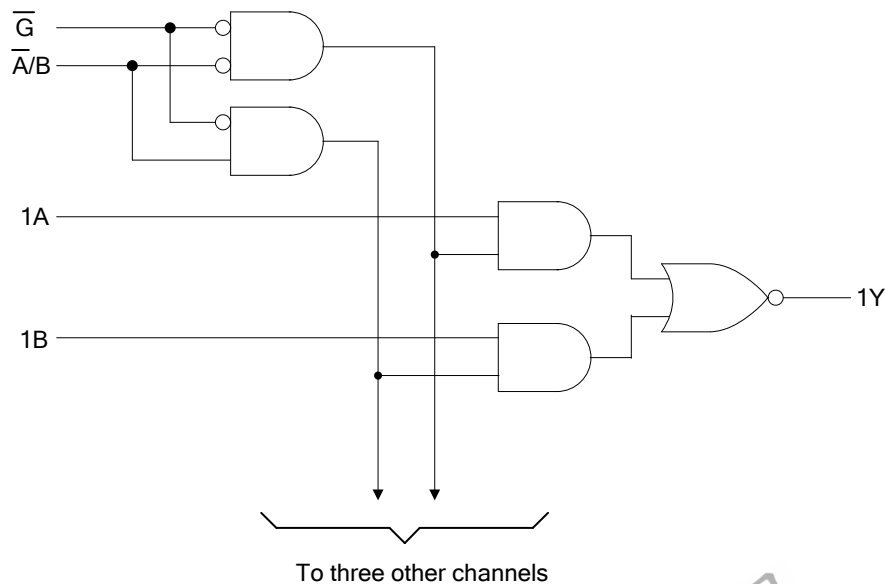 G̅
A̅/B
1A
1Y
1B
To three other channels